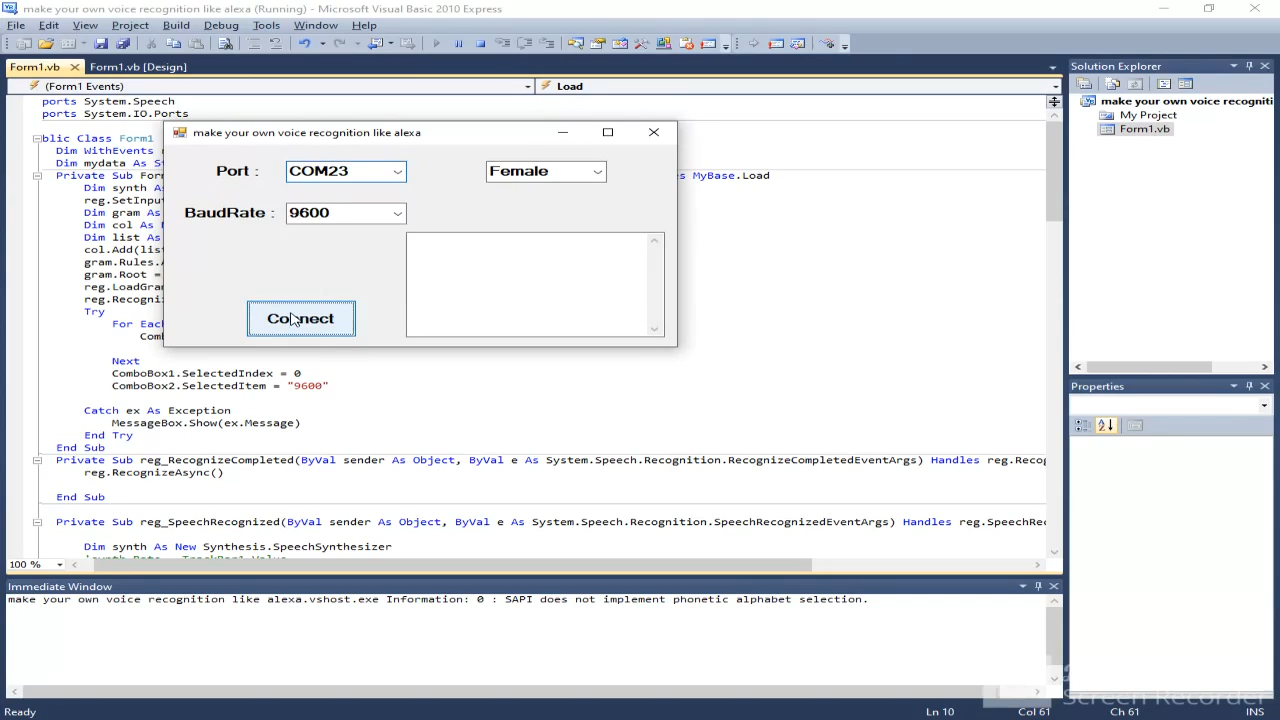 make your own voice recognition like alexa (Running) - Microsoft Visual Basic 2010 Express
File Edit View Project Build Debug Tools Window Help
Form1.vb
Form1.vb [Design]
(Form1 Events)
Load
ports System.Speech
ports System.IO.Ports
blic Class Form1
Dim WithEvents
Dim mydata As
Private Sub
es MyBase.Load
Dim synth As
reg.SetInpu
Dim gram As
Dim col As
Dim list As
col.Add(lis
gram.Rules.
gram.Root =
reg.LoadGra
reg.Recogni
Try
For Each
Com
Next
ComboBox1.SelectedIndex = 0
ComboBox2.SelectedItem = "9600"
Catch ex As Exception
MessageBox.Show(ex.Message)
End Try
End Sub
Private Sub reg_RecognizeCompleted(ByVal sender As Object, ByVal e As System.Speech.Recognition.RecognizeCompletedEventArgs) Handles reg.Reco
reg.RecognizeAsync()
End Sub
Private Sub reg_SpeechRecognized(ByVal sender As Object, ByVal e As System.Speech.Recognition.SpeechRecognizedEventArgs) Handles reg.SpeechRec
Dim synth As New Synthesis.SpeechSynthesizer
100 %
make your own voice recognition like alexa
Port :
COM23
Female
BaudRate :
9600
Connect
Solution Explorer
make your own voice recogniti
My Project
Form1.vb
Properties
Immediate Window
make your own voice recognition like alexa.vshost.exe Information: 0 : SAPI does not implement phonetic alphabet selection.
Screen Recorder
Ready
Ln 10
Col 61
Ch 61
INS